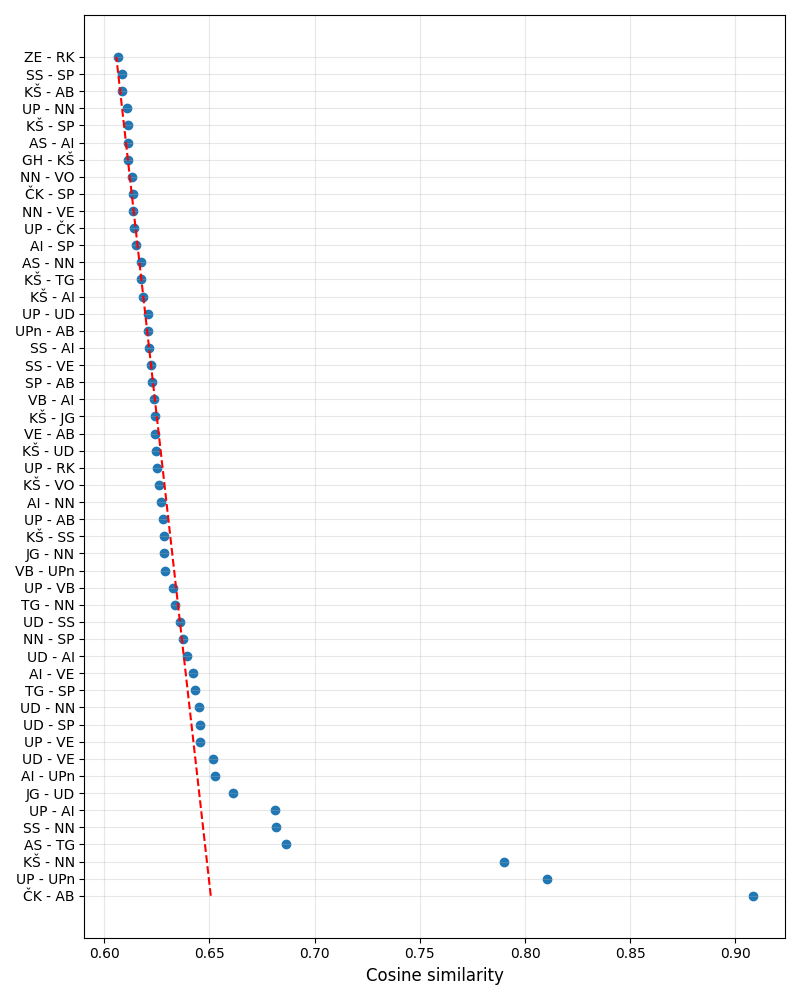 ZE - RK
SS - SP
KŠ - AB
UP - NN
KŠ - SP
AS - AI
GH - KŠ
NN - VO
ČK - SP
NN - VE
UP - ČK
AI - SP
AS - NN
KŠ - TG
KŠ - AI
UP - UD
UPn - AB
SS - AI
SS - VE
SP - AB
VB - AI
KŠ - JG
VE - AB
KŠ - UD
UP - RK
KŠ - VO
AI - NN
UP - AB
KŠ - SS
JG - NN
VB - UPn
UP - VB
TG - NN
UD - SS
NN - SP
UD - AI
AI - VE
TG - SP
UD - NN
UD - SP
UP - VE
UD - VE
AI - UPn
JG - UD
UP - AI
SS - NN
AS - TG
KŠ - NN
UP - UPn
ČK - AB
0.60 0.65 0.70 0.75 0.80 0.85 0.90
Cosine similarity